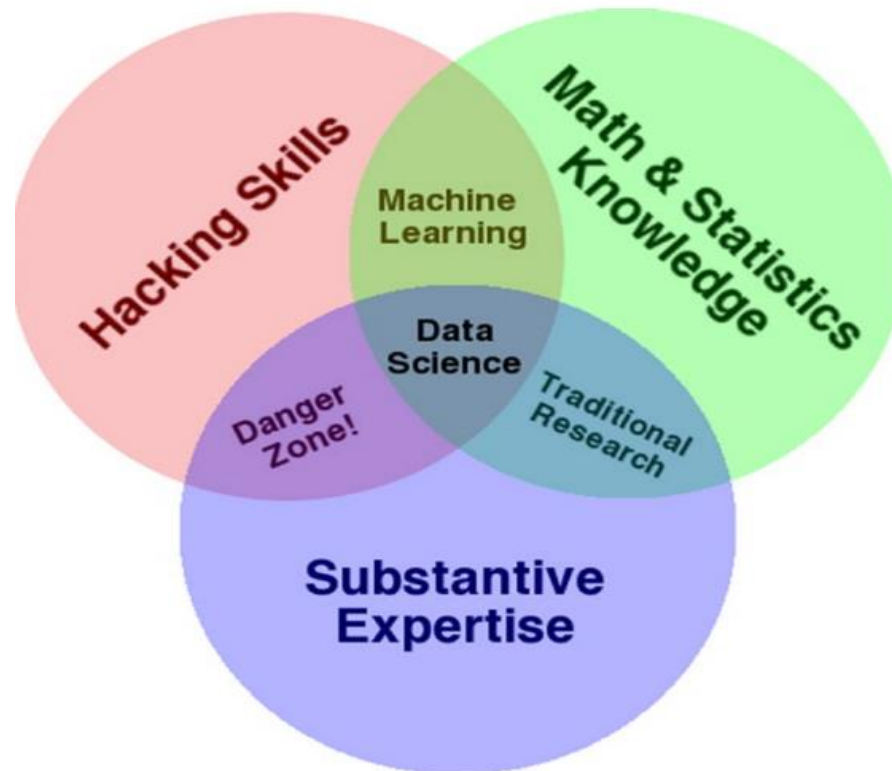 Hacking Skills
Math & Statistics
Knowledge
Machine
Learning
Data
Science
Danger
Zone!
Traditional
Research
Substantive
Expertise